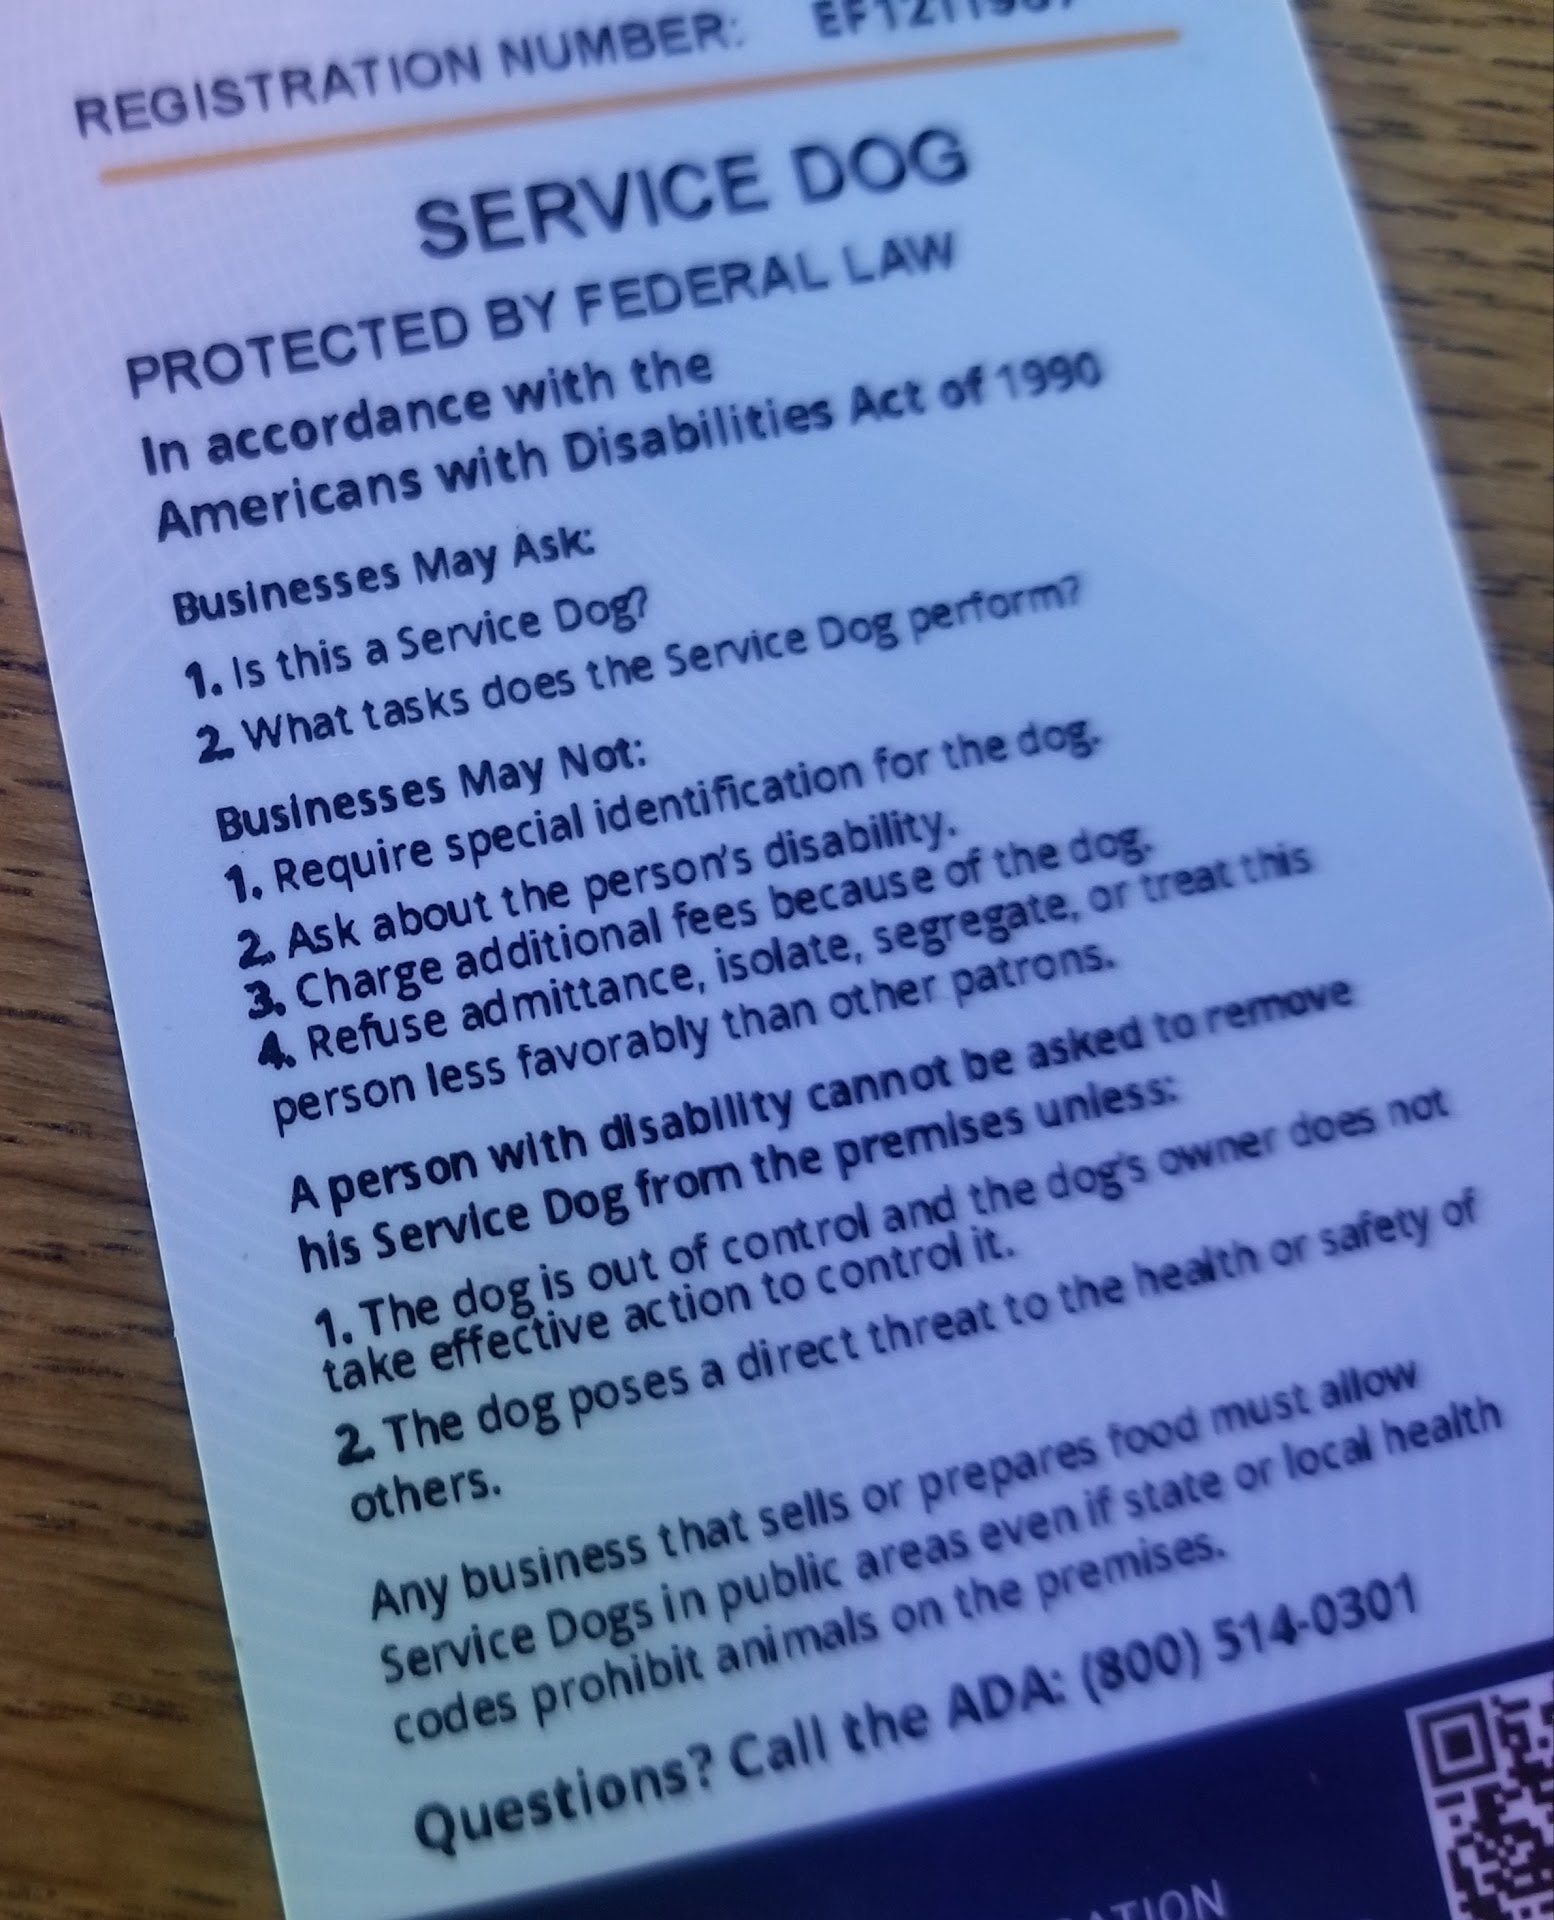 REGISTRATION NUMBER:
SERVICE DOG
PROTECTED BY FEDERAL LAW
In accordance with the
Americans with Disabilities Act of 1990
Businesses May Ask:
1. Is this a Service Dog?
2. What tasks does the Service Dog perform?
Businesses May Not:
1. Require special identification for the dog.
2. Ask about the person's disability.
3. Charge additional fees because of the dog.
4. Refuse admittance, isolate, segregate, or treat this
person less favorably than other patrons.
A person with disability cannot be asked to remove
his Service Dog from the premises unless:
1. The dog is out of control and the dog's owner does not
take effective action to control it.
2. The dog poses a direct threat to the health or safety of
others.
Any business that sells or prepares food must allow
Service Dogs in public areas even if state or local health
codes prohibit animals on the premises.
Questions? Call the ADA: (800) 514-0301